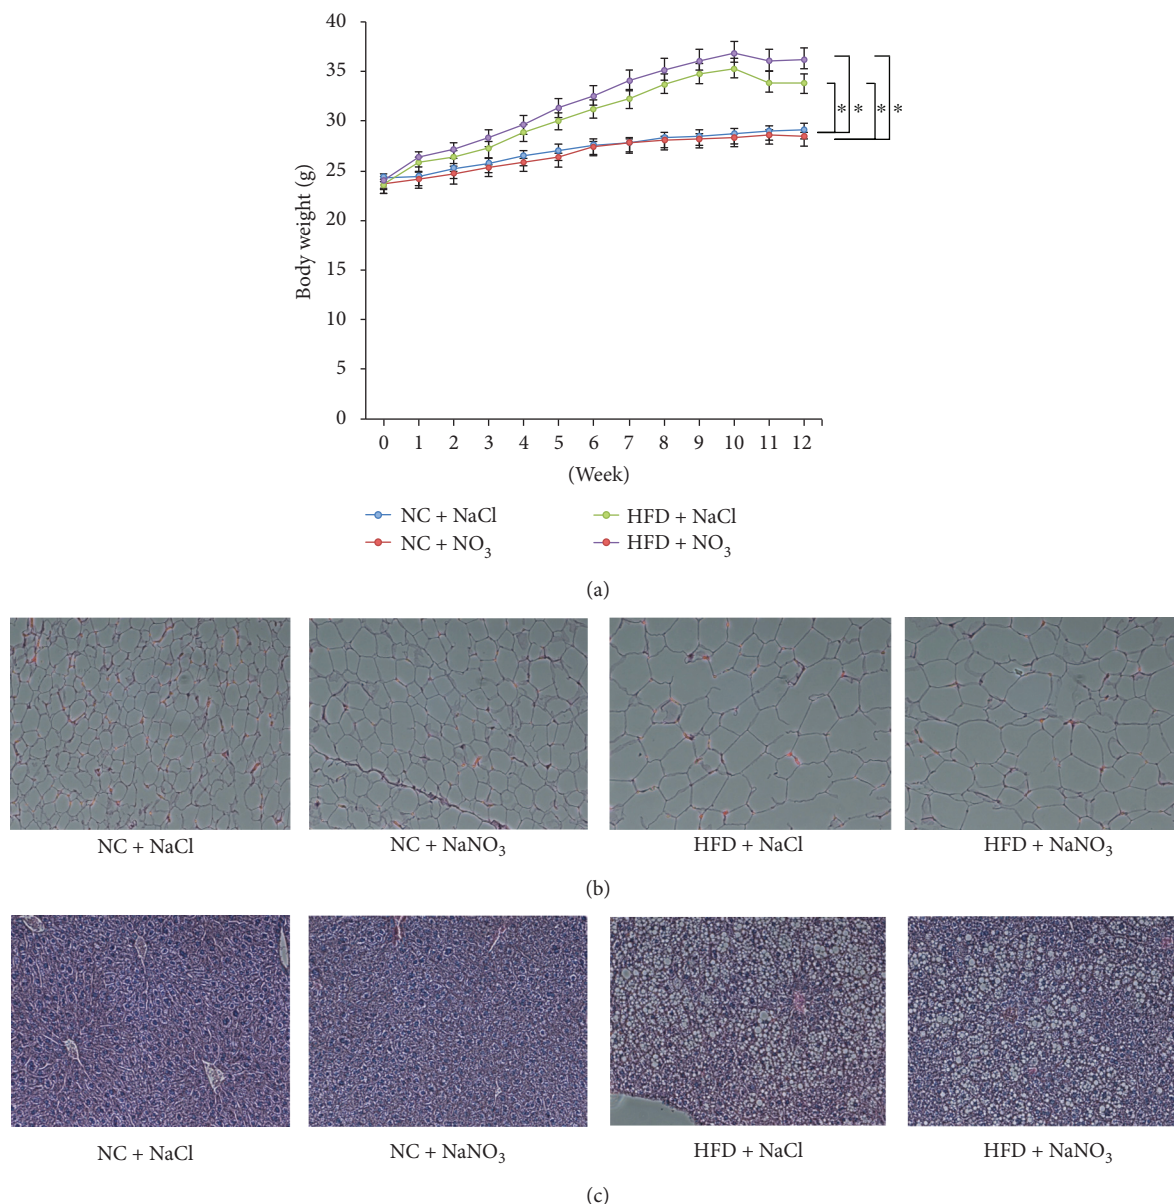 40
35
30
25
20
15
10
5
0
Body weight (g)
0 1 2 3 4 5 6 7 8 9 10 11 12
(Week)
* * * *
NC + NaCl HFD + NaCl
NC + NO₃ HFD + NO₃
(a)
NC + NaCl NC + NaNO₃ HFD + NaCl HFD + NaNO₃
(b)
NC + NaCl NC + NaNO₃ HFD + NaCl HFD + NaNO₃
(c)